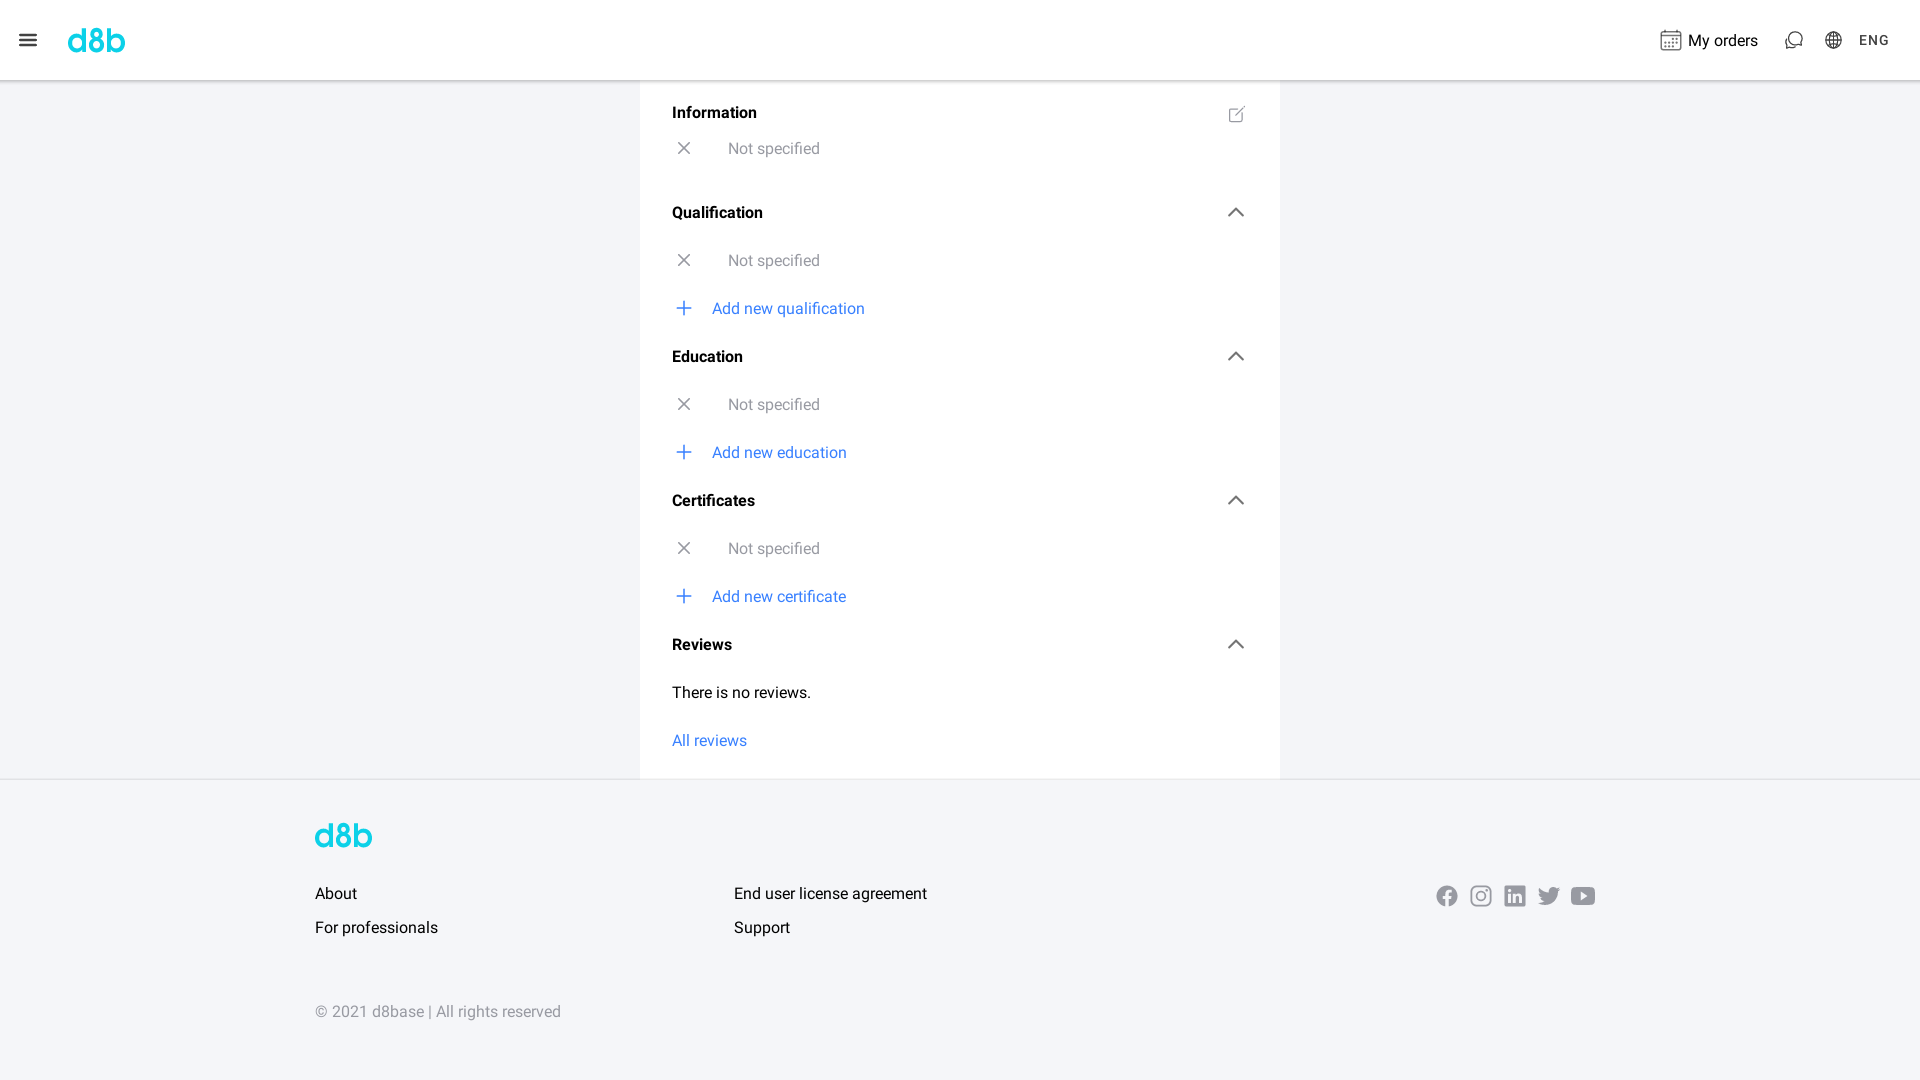 d8b
My orders
ENG
Information
Not specified
Qualification
Not specified
Add new qualification
Education
Not specified
Add new education
Certificates
Not specified
Add new certificate
Reviews
There is no reviews.
All reviews
d8b
About
End user license agreement
For professionals
Support
© 2021 d8base | All rights reserved